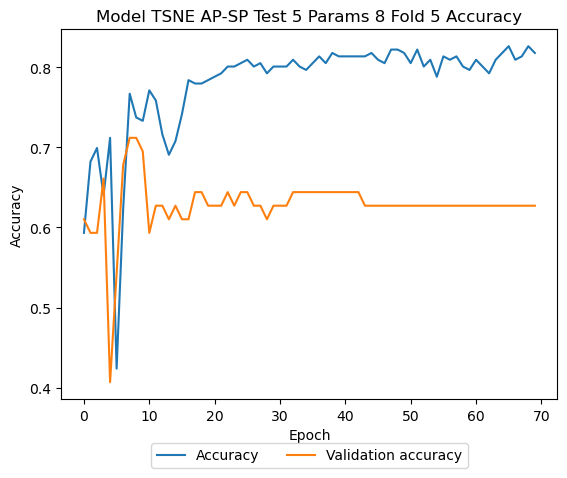 Model TSNE AP-SP Test 5 Params 8 Fold 5 Accuracy
Accuracy
0.8
0.7
0.6
0.5
0.4
0 10 20 30 40 50 60 70
Epoch
Accuracy Validation accuracy